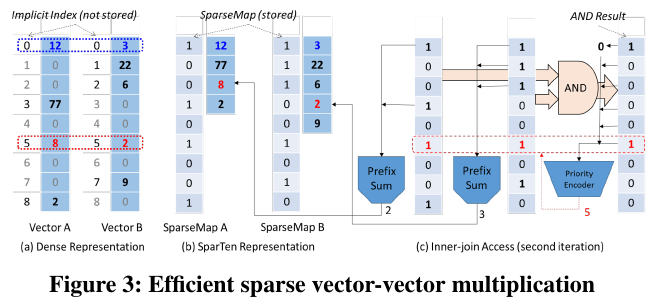 Implicit Index (not stored) SparseMap (stored) AND Result
0 12 0 3 1 12 1 3 1 1 0 1
1 0 1 22 0 77 1 22 0 1 0
2 0 2 6 0 8 1 6 0 1 AND 0
3 77 3 0 1 2 0 2 1 0 0
4 0 4 0 0 0 9 0 0 0
5 8 5 2 1 1 1 1 1
6 0 6 0 0 0 Prefix Sum Prefix Sum 0 0 Priority Encoder 0
7 0 7 9 0 1 0 1 0
8 2 8 0 1 0 2 3 1 0 5 0
Vector A Vector B SparseMap A SparseMap B
(a) Dense Representation (b) SparTen Representation (c) Inner-join Access (second iteration)
Figure 3: Efficient sparse vector-vector multiplication